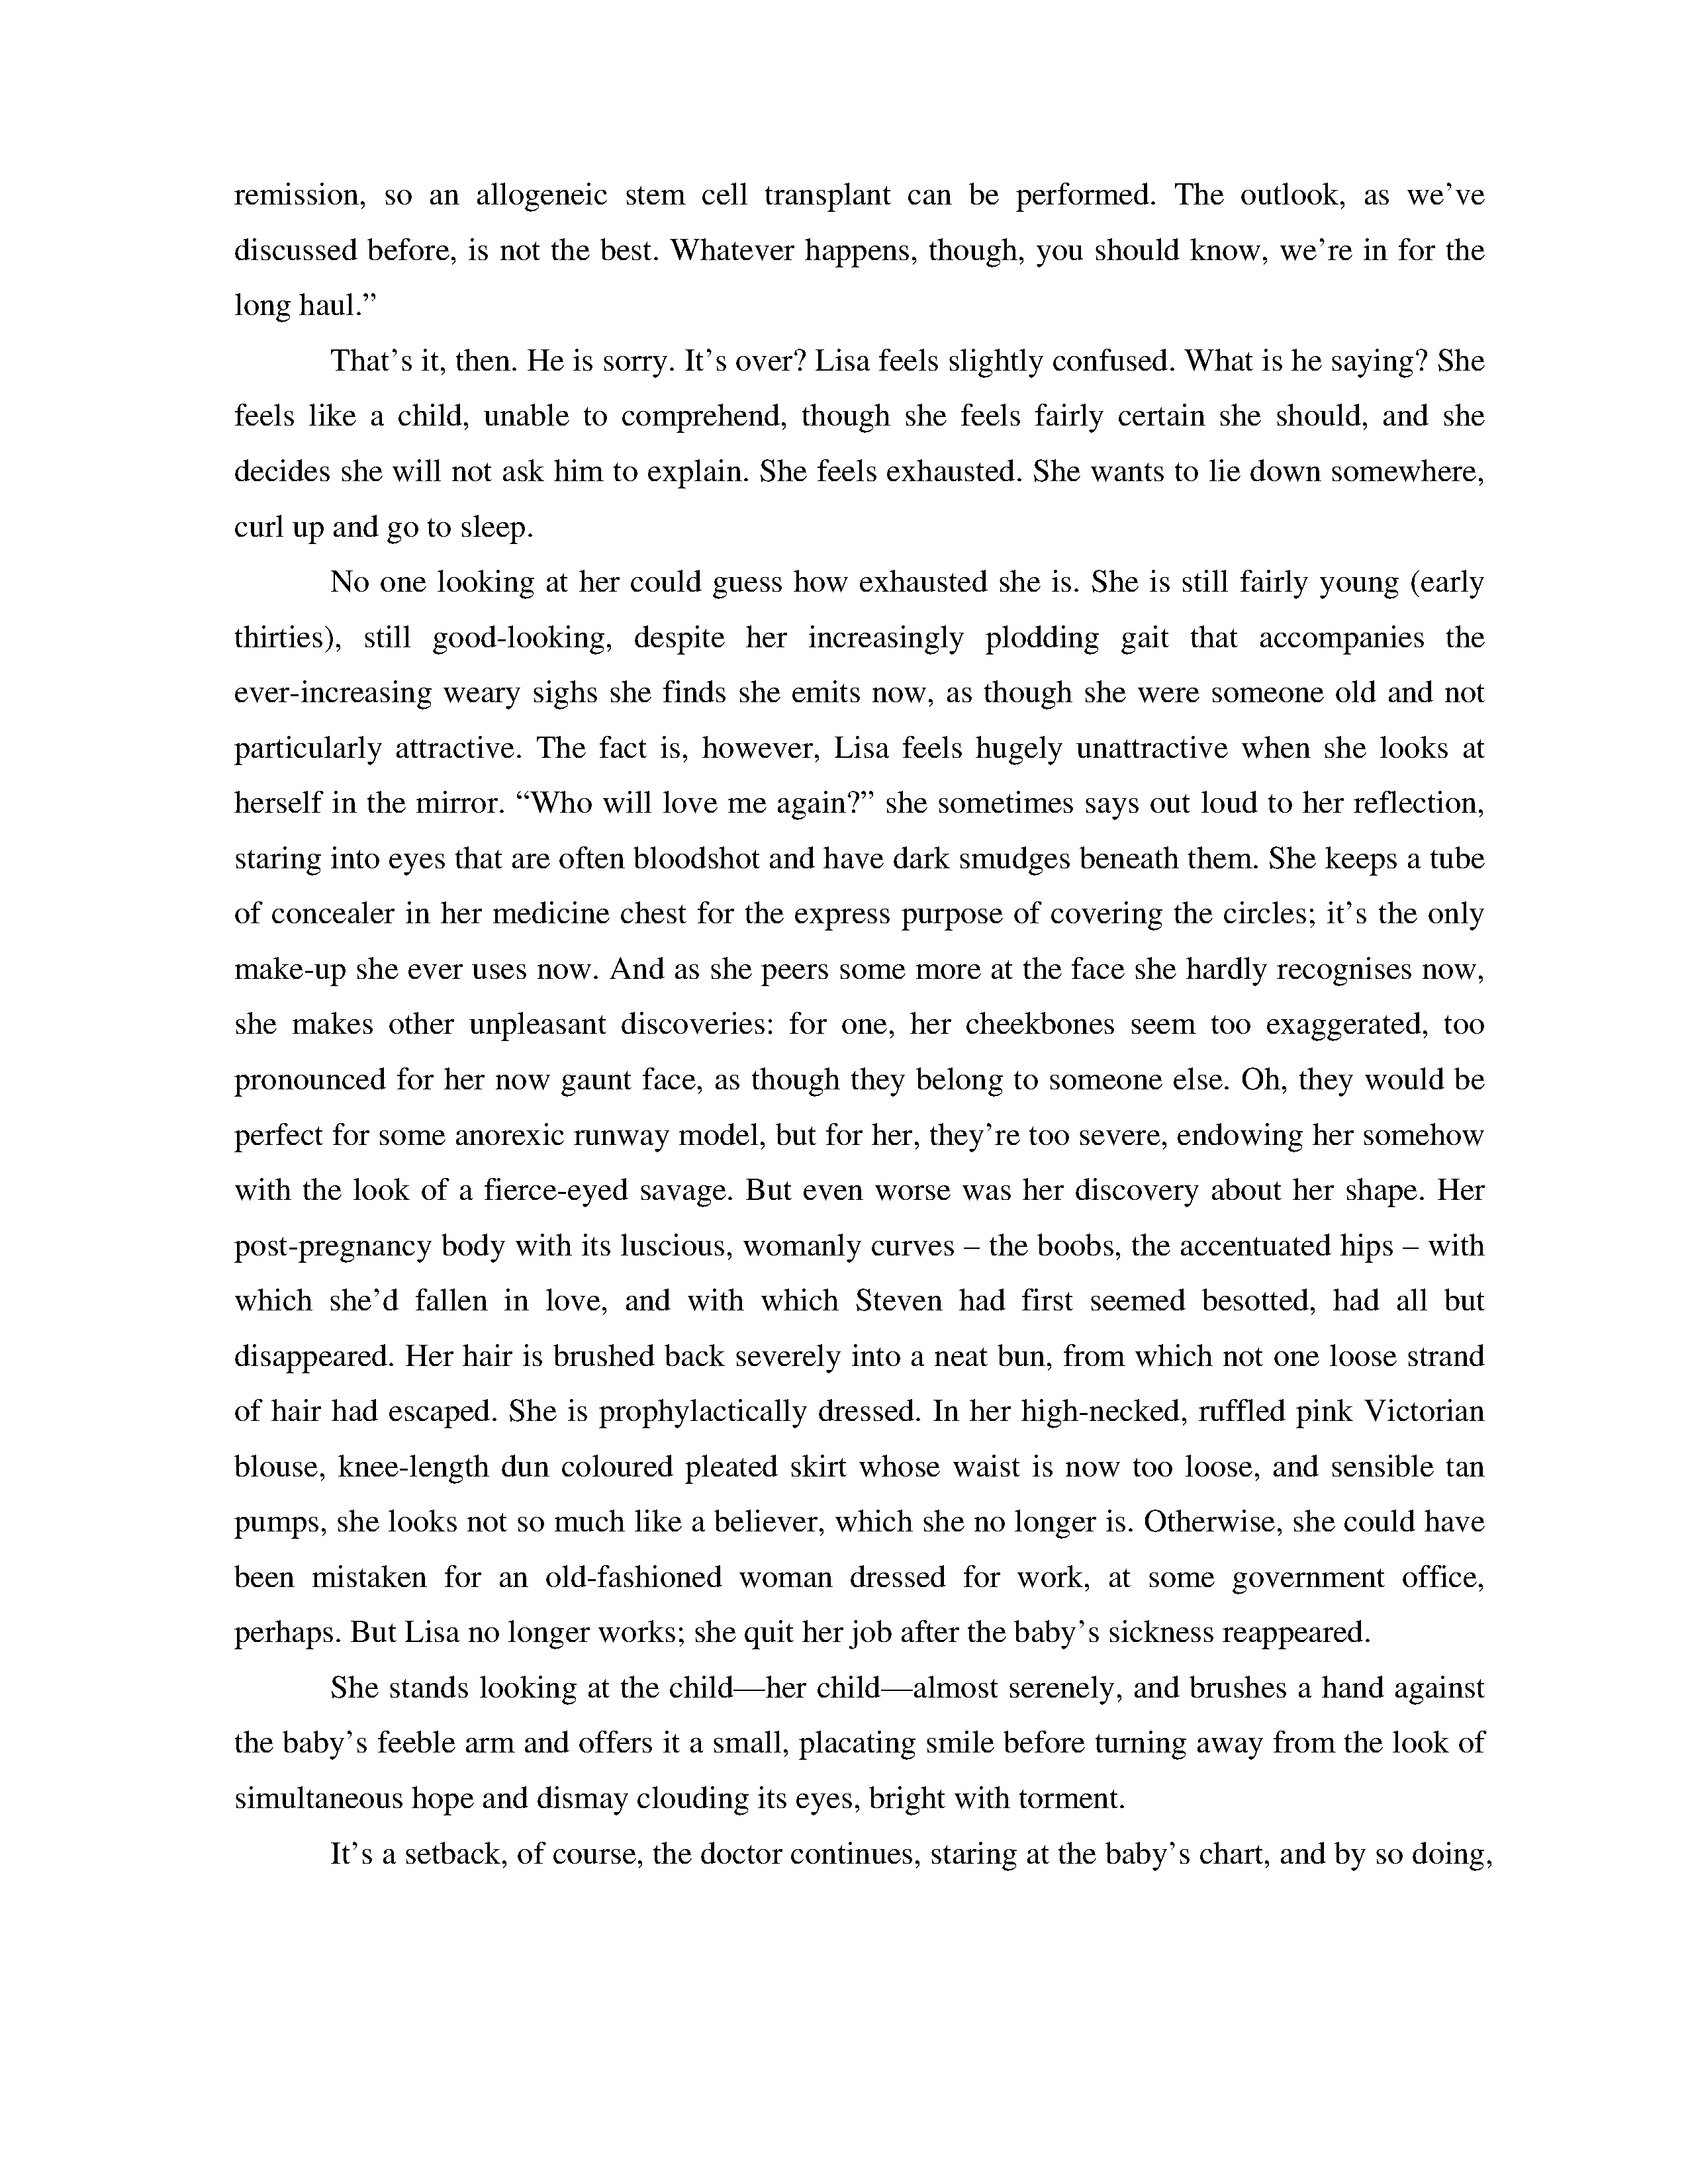 remission, so an allogeneic stem cell transplant can be performed. The outlook, as we’ve
discussed before, is not the best. Whatever happens, though, you should know, we’re in for the
long haul.”
That’s it, then. He is sorry. It’s over? Lisa feels slightly confused. What is he saying? She
feels like a child, unable to comprehend, though she feels fairly certain she should, and she
decides she will not ask him to explain. She feels exhausted. She wants to lie down somewhere,
curl up and go to sleep.
No one looking at her could guess how exhausted she is. She is still fairly young (early
thirties), still good-looking, despite her increasingly plodding gait that accompanies the
ever-increasing weary sighs she finds she emits now, as though she were someone old and not
particularly attractive. The fact is, however, Lisa feels hugely unattractive when she looks at
herself in the mirror. “Who will love me again?” she sometimes says out loud to her reflection,
staring into eyes that are often bloodshot and have dark smudges beneath them. She keeps a tube
of concealer in her medicine chest for the express purpose of covering the circles; it’s the only
make-up she ever uses now. And as she peers some more at the face she hardly recognises now,
she makes other unpleasant discoveries: for one, her cheekbones seem too exaggerated, too
pronounced for her now gaunt face, as though they belong to someone else. Oh, they would be
perfect for some anorexic runway model, but for her, they’re too severe, endowing her somehow
with the look of a fierce-eyed savage. But even worse was her discovery about her shape. Her
post-pregnancy body with its luscious, womanly curves – the boobs, the accentuated hips – with
which she’d fallen in love, and with which Steven had first seemed besotted, had all but
disappeared. Her hair is brushed back severely into a neat bun, from which not one loose strand
of hair had escaped. She is prophylactically dressed. In her high-necked, ruffled pink Victorian
blouse, knee-length dun coloured pleated skirt whose waist is now too loose, and sensible tan
pumps, she looks not so much like a believer, which she no longer is. Otherwise, she could have
been mistaken for an old-fashioned woman dressed for work, at some government office,
perhaps. But Lisa no longer works; she quit her job after the baby’s sickness reappeared.
She stands looking at the child—her child—almost serenely, and brushes a hand against
the baby’s feeble arm and offers it a small, placating smile before turning away from the look of
simultaneous hope and dismay clouding its eyes, bright with torment.
It’s a setback, of course, the doctor continues, staring at the baby’s chart, and by so doing,